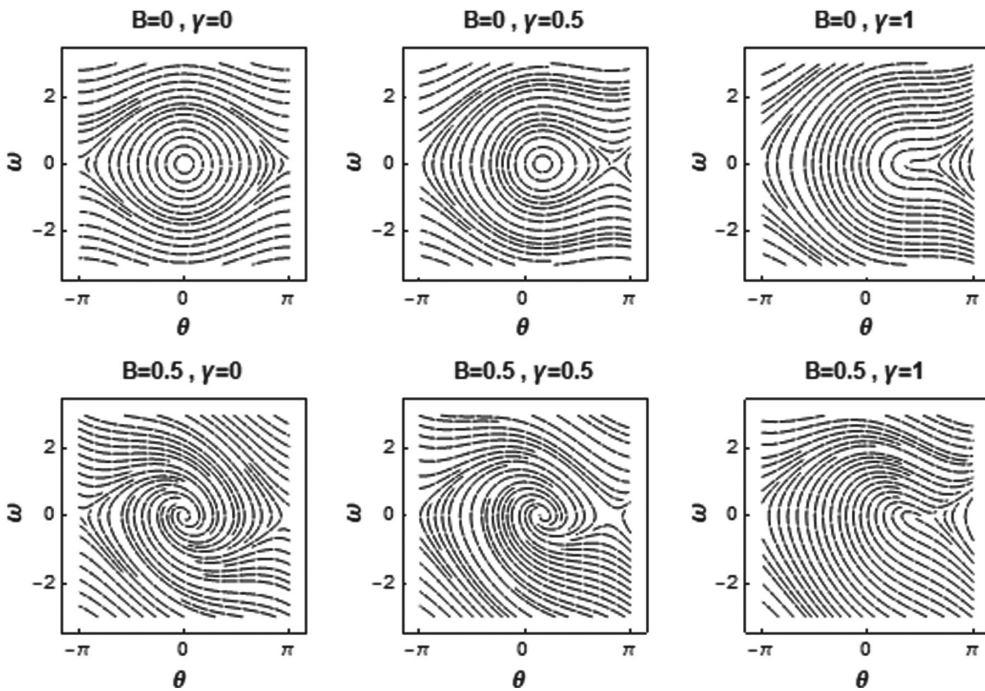 B=0 , γ=0
B=0 , γ=0.5
B=0 , γ=1
ω
2
0
−2
−π
0
π
θ
ω
2
0
−2
−π
0
π
θ
ω
2
0
−2
−π
0
π
θ
B=0.5 , γ=0
B=0.5 , γ=0.5
B=0.5 , γ=1
ω
2
0
−2
−π
0
π
θ
ω
2
0
−2
−π
0
π
θ
ω
2
0
−2
−π
0
π
θ